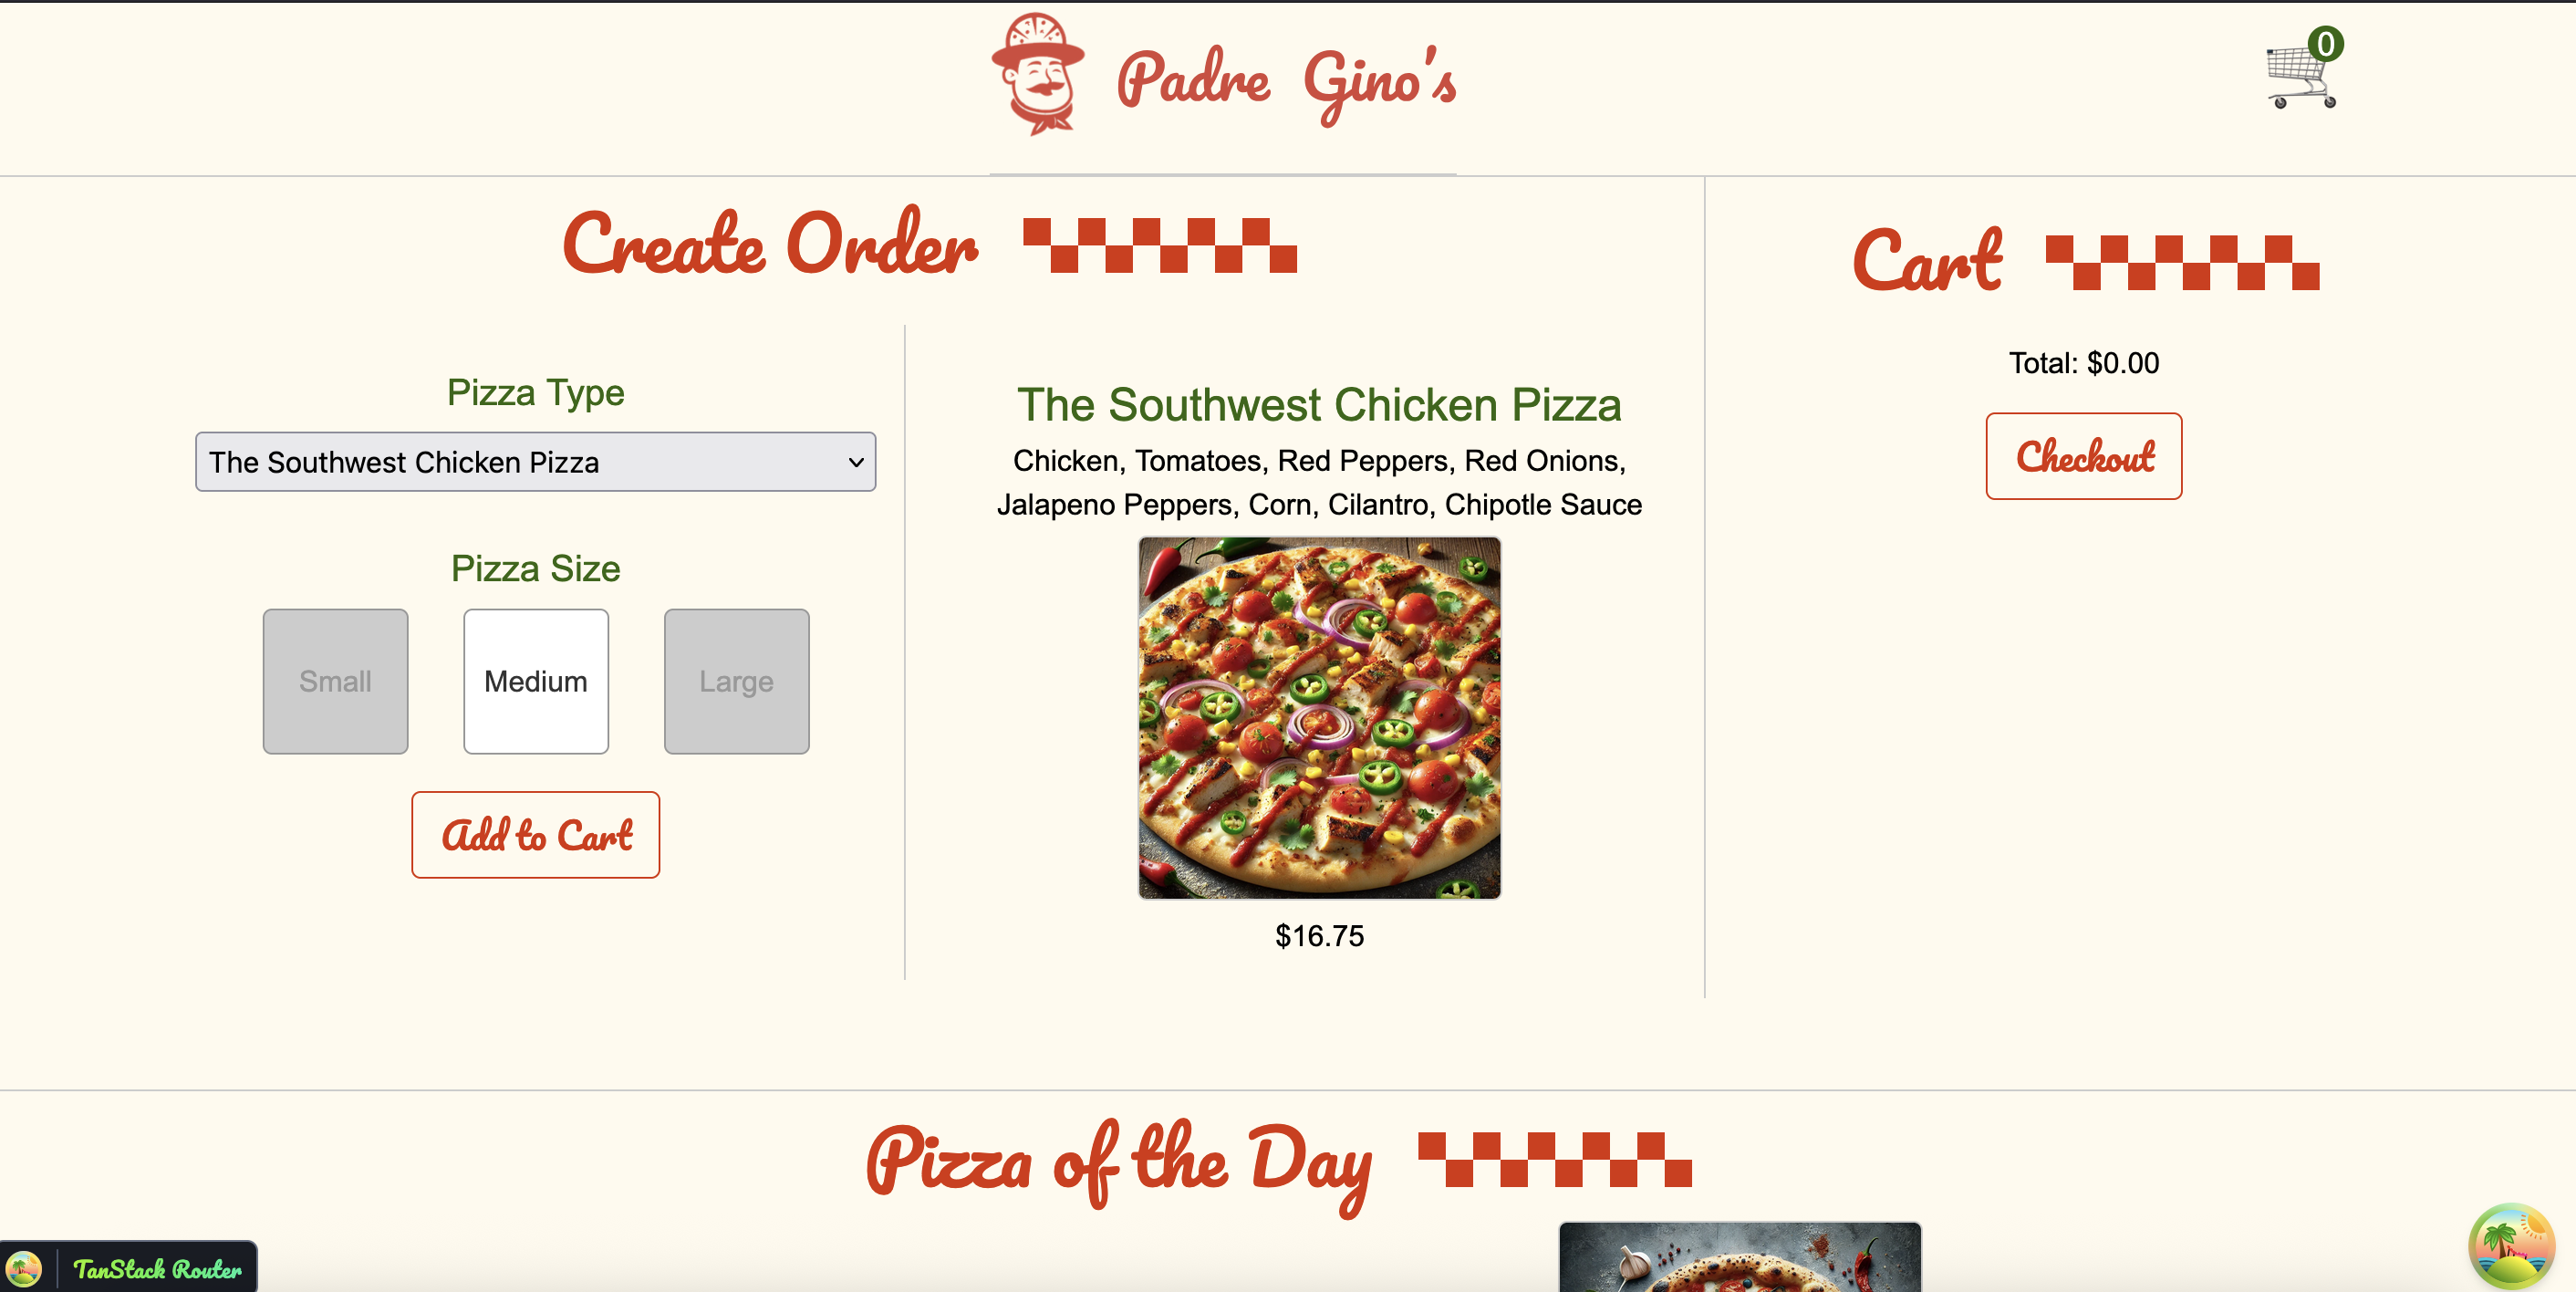 Padre Gino's
0
Create Order
Cart
Pizza Type
The Southwest Chicken Pizza
Pizza Size
Small
Medium
Large
Add to Cart
The Southwest Chicken Pizza
Chicken, Tomatoes, Red Peppers, Red Onions,
Jalapeno Peppers, Corn, Cilantro, Chipotle Sauce
$16.75
Total: $0.00
Checkout
Pizza of the Day
TanStack Router